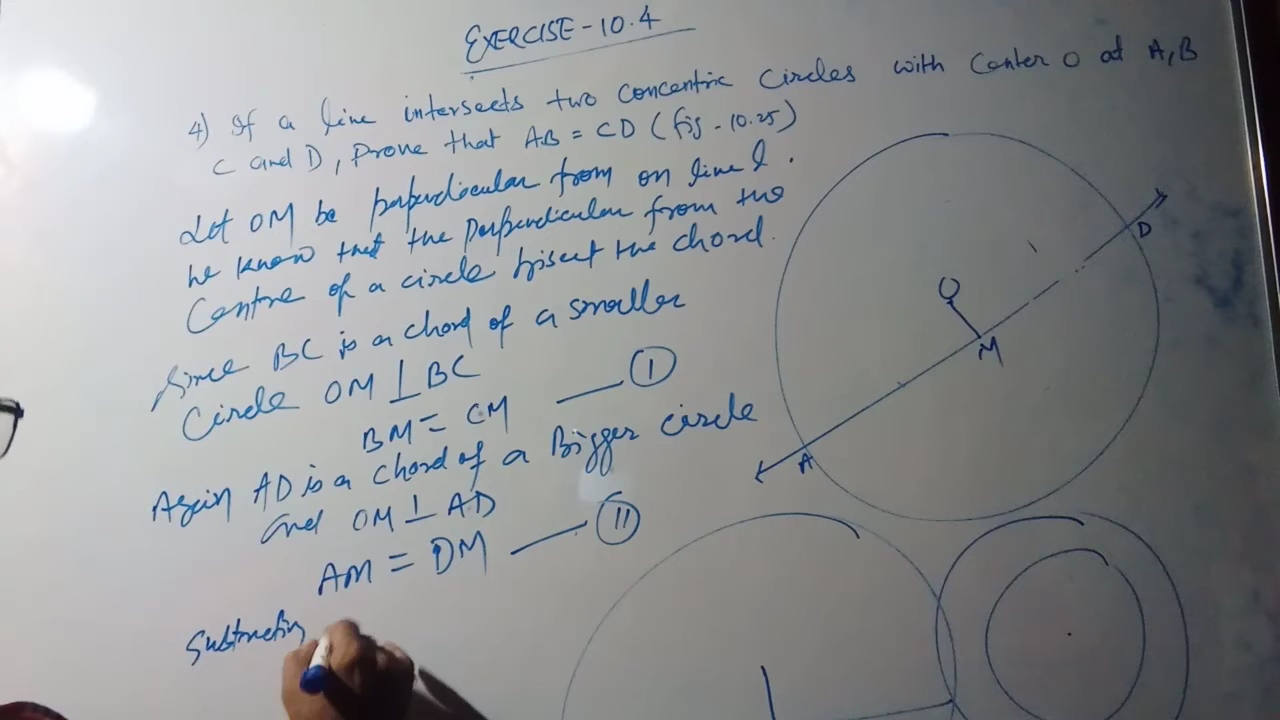 EXERCISE-10.4
4) If a line intersects two concentric circles with Center O at A,B
C and D, Prove that AB = CD (fig-10.25)
Let OM be perpendicular from on line l.
we know that the perpendicular from the
Centre of a circle bisect the chord.
Since BC is a chord of a smaller
Circle OM ⊥ BC
BM = CM — I
Again AD is a chord of a Bigger circle
and OM ⊥ AD
AM = DM — II
Subtracting
D
O
M
A